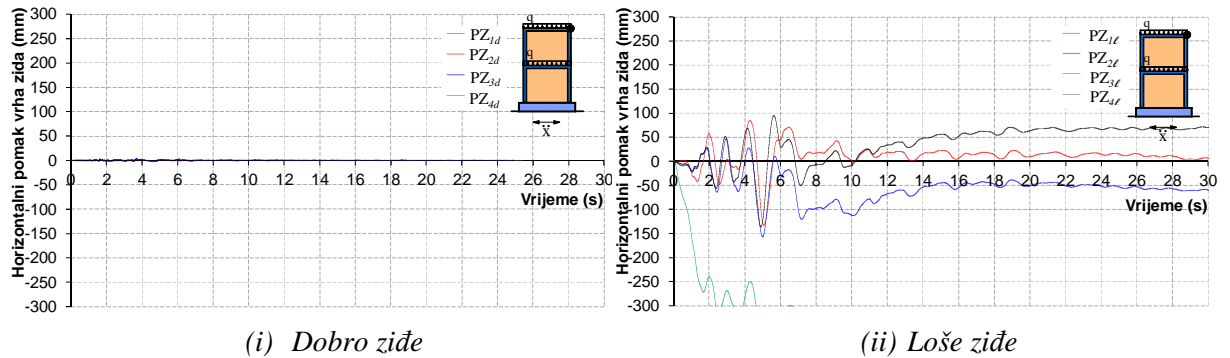 Horizontalni pomak vrha zida (mm)
300
250
200
150
100
50
0
-50
-100
-150
-200
-250
-300
0 2 4 6 8 10 12 14 16 18 20 22 24 26 28 30
Vrijeme (s)
PZ1d
PZ2d
PZ3d
PZ4d
q
q
Ẍ
(i) Dobro ziđe
Horizontalni pomak vrha zida (mm)
300
250
200
150
100
50
0
-50
-100
-150
-200
-250
-300
0 2 4 6 8 10 12 14 16 18 20 22 24 26 28 30
Vrijeme (s)
PZ1ℓ
PZ2ℓ
PZ3ℓ
PZ4ℓ
q
q
Ẍ
(ii) Loše ziđe